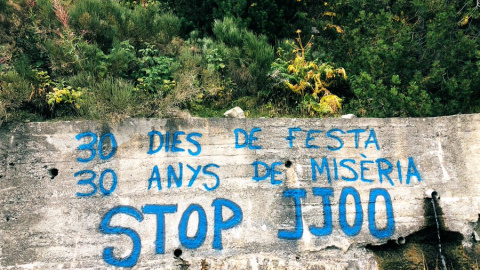 30 DIES DE FESTA
30 ANYS DE MISÈRIA
STOP JJOO